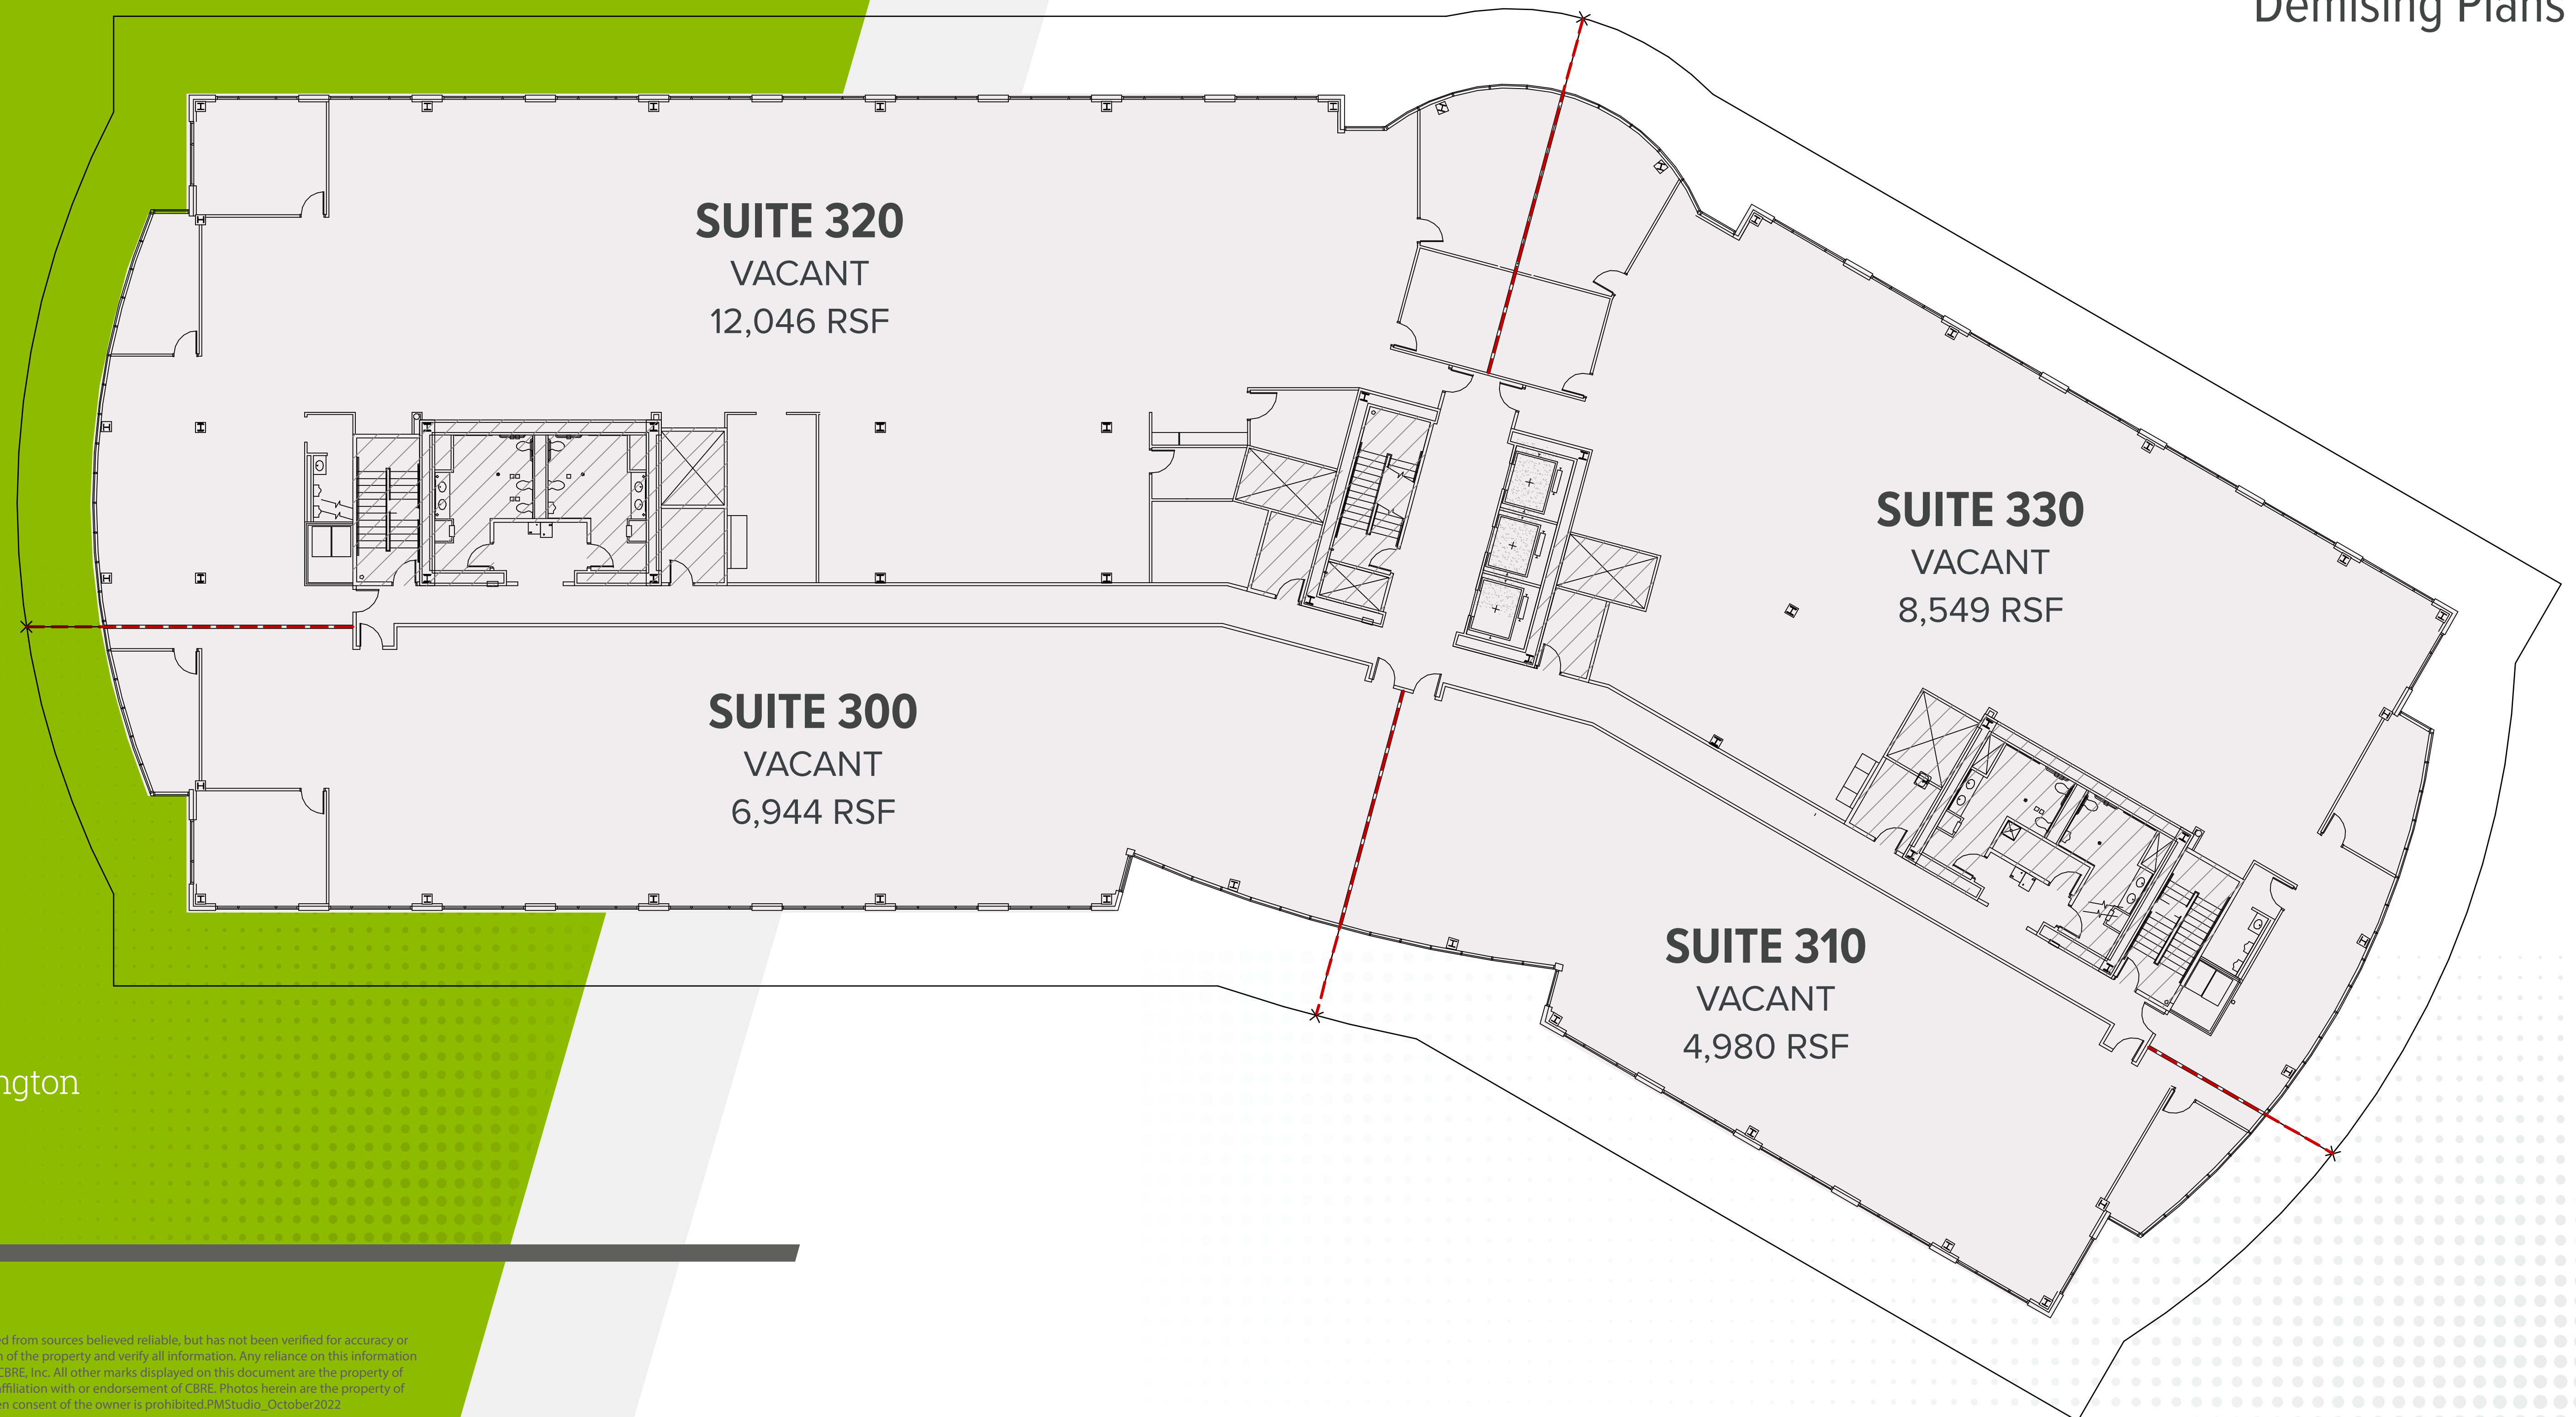 Demising Plans
SUITE 320
VACANT
12,046 RSF
SUITE 330
VACANT
8,549 RSF
SUITE 300
VACANT
6,944 RSF
SUITE 310
VACANT
4,980 RSF
ngton
ed from sources believed reliable, but has not been verified for accuracy or
n of the property and verify all information. Any reliance on this information
CBRE, Inc. All other marks displayed on this document are the property of
affiliation with or endorsement of CBRE. Photos herein are the property of
en consent of the owner is prohibited.PMStudio_October2022